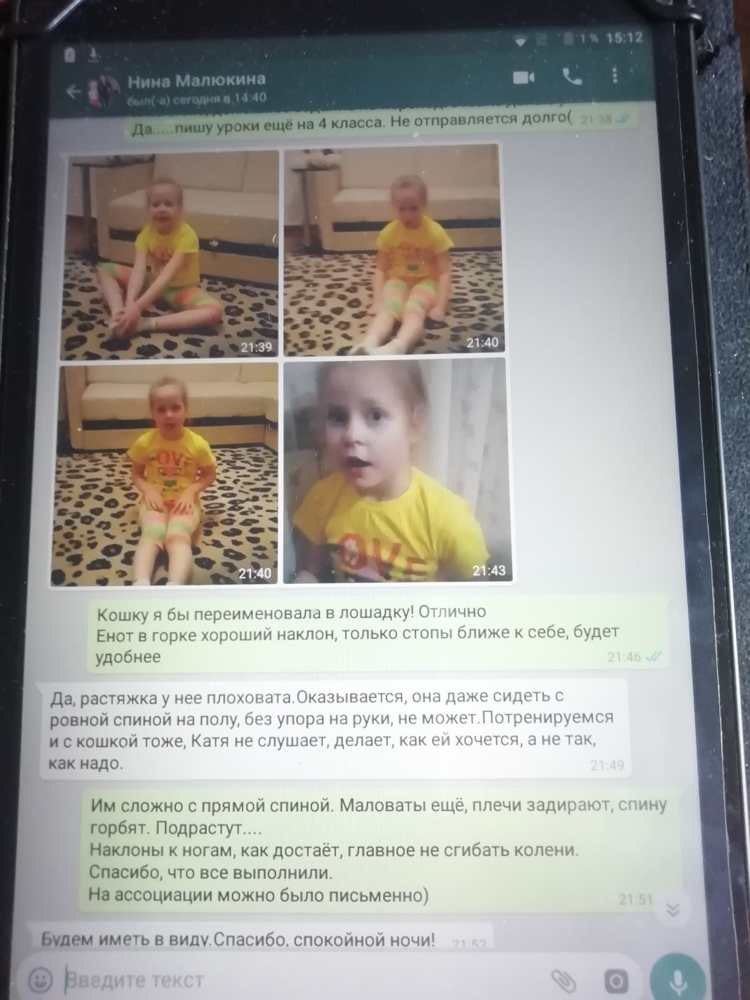 1% 15:12
Нина Малюкина
был(-а) сегодня в 14:40
Да.....пишу уроки ещё на 4 класса. Не отправляется долго( 21:38
21:39
21:40
OVE
21:40
OVE
21:43
Кошку я бы переименовала в лошадку! Отлично
Енот в горке хороший наклон, только стопы ближе к себе, будет
удобнее 21:46
Да, растяжка у нее плоховата.Оказывается, она даже сидеть с
ровной спиной на полу, без упора на руки, не может.Потренируемся
и с кошкой тоже, Катя не слушает, делает, как ей хочется, а не так,
как надо. 21:49
Им сложно с прямой спиной. Маловаты ещё, плечи задирают, спину
горбят. Подрастут....
Наклоны к ногам, как достаёт, главное не сгибать колени.
Спасибо, что все выполнили.
На ассоциации можно было письменно) 21:51
Будем иметь в виду.Спасибо, спокойной ночи! 21:52
Введите текст